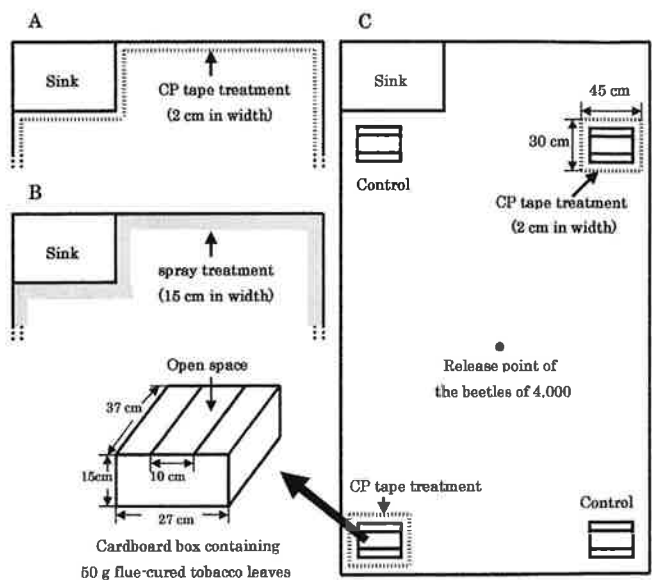 A
Sink
CP tape treatment
(2 cm in width)
B
Sink
spray treatment
(15 cm in width)
Open space
37 cm
15cm
10 cm
27 cm
Cardboard box containing
50 g flue-cured tobacco leaves
C
Sink
45 cm
30 cm
Control
CP tape treatment
(2 cm in width)
Release point of
the beetles of 4,000
CP tape treatment
Control